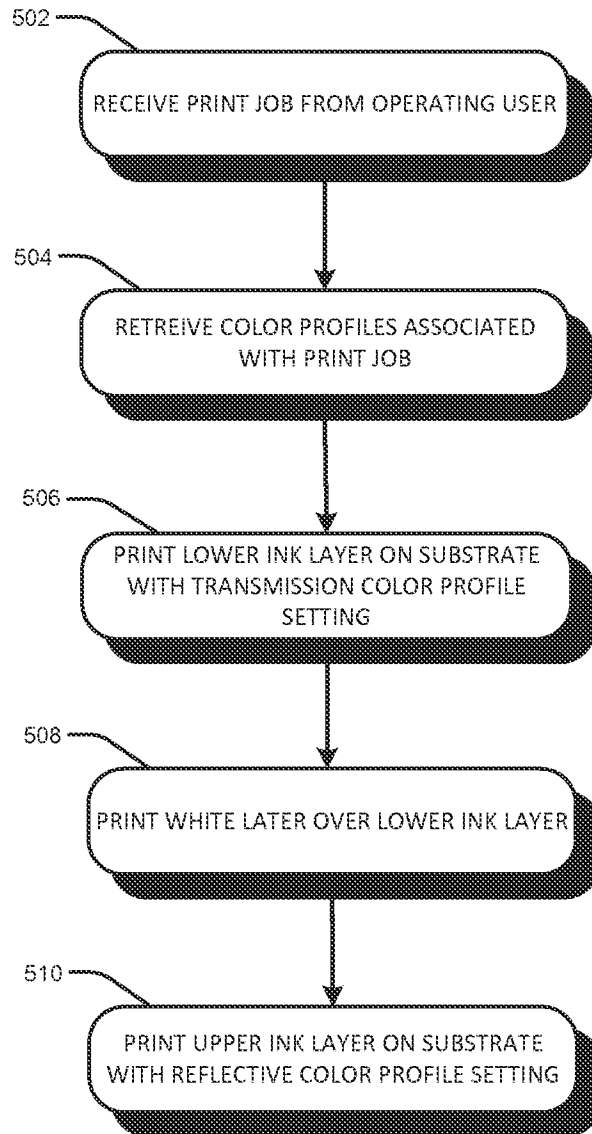 502
RECEIVE PRINT JOB FROM OPERATING USER
504
RETREIVE COLOR PROFILES ASSOCIATED
WITH PRINT JOB
506
PRINT LOWER INK LAYER ON SUBSTRATE
WITH TRANSMISSION COLOR PROFILE
SETTING
508
PRINT WHITE LATER OVER LOWER INK LAYER
510
PRINT UPPER INK LAYER ON SUBSTRATE
WITH REFLECTIVE COLOR PROFILE SETTING